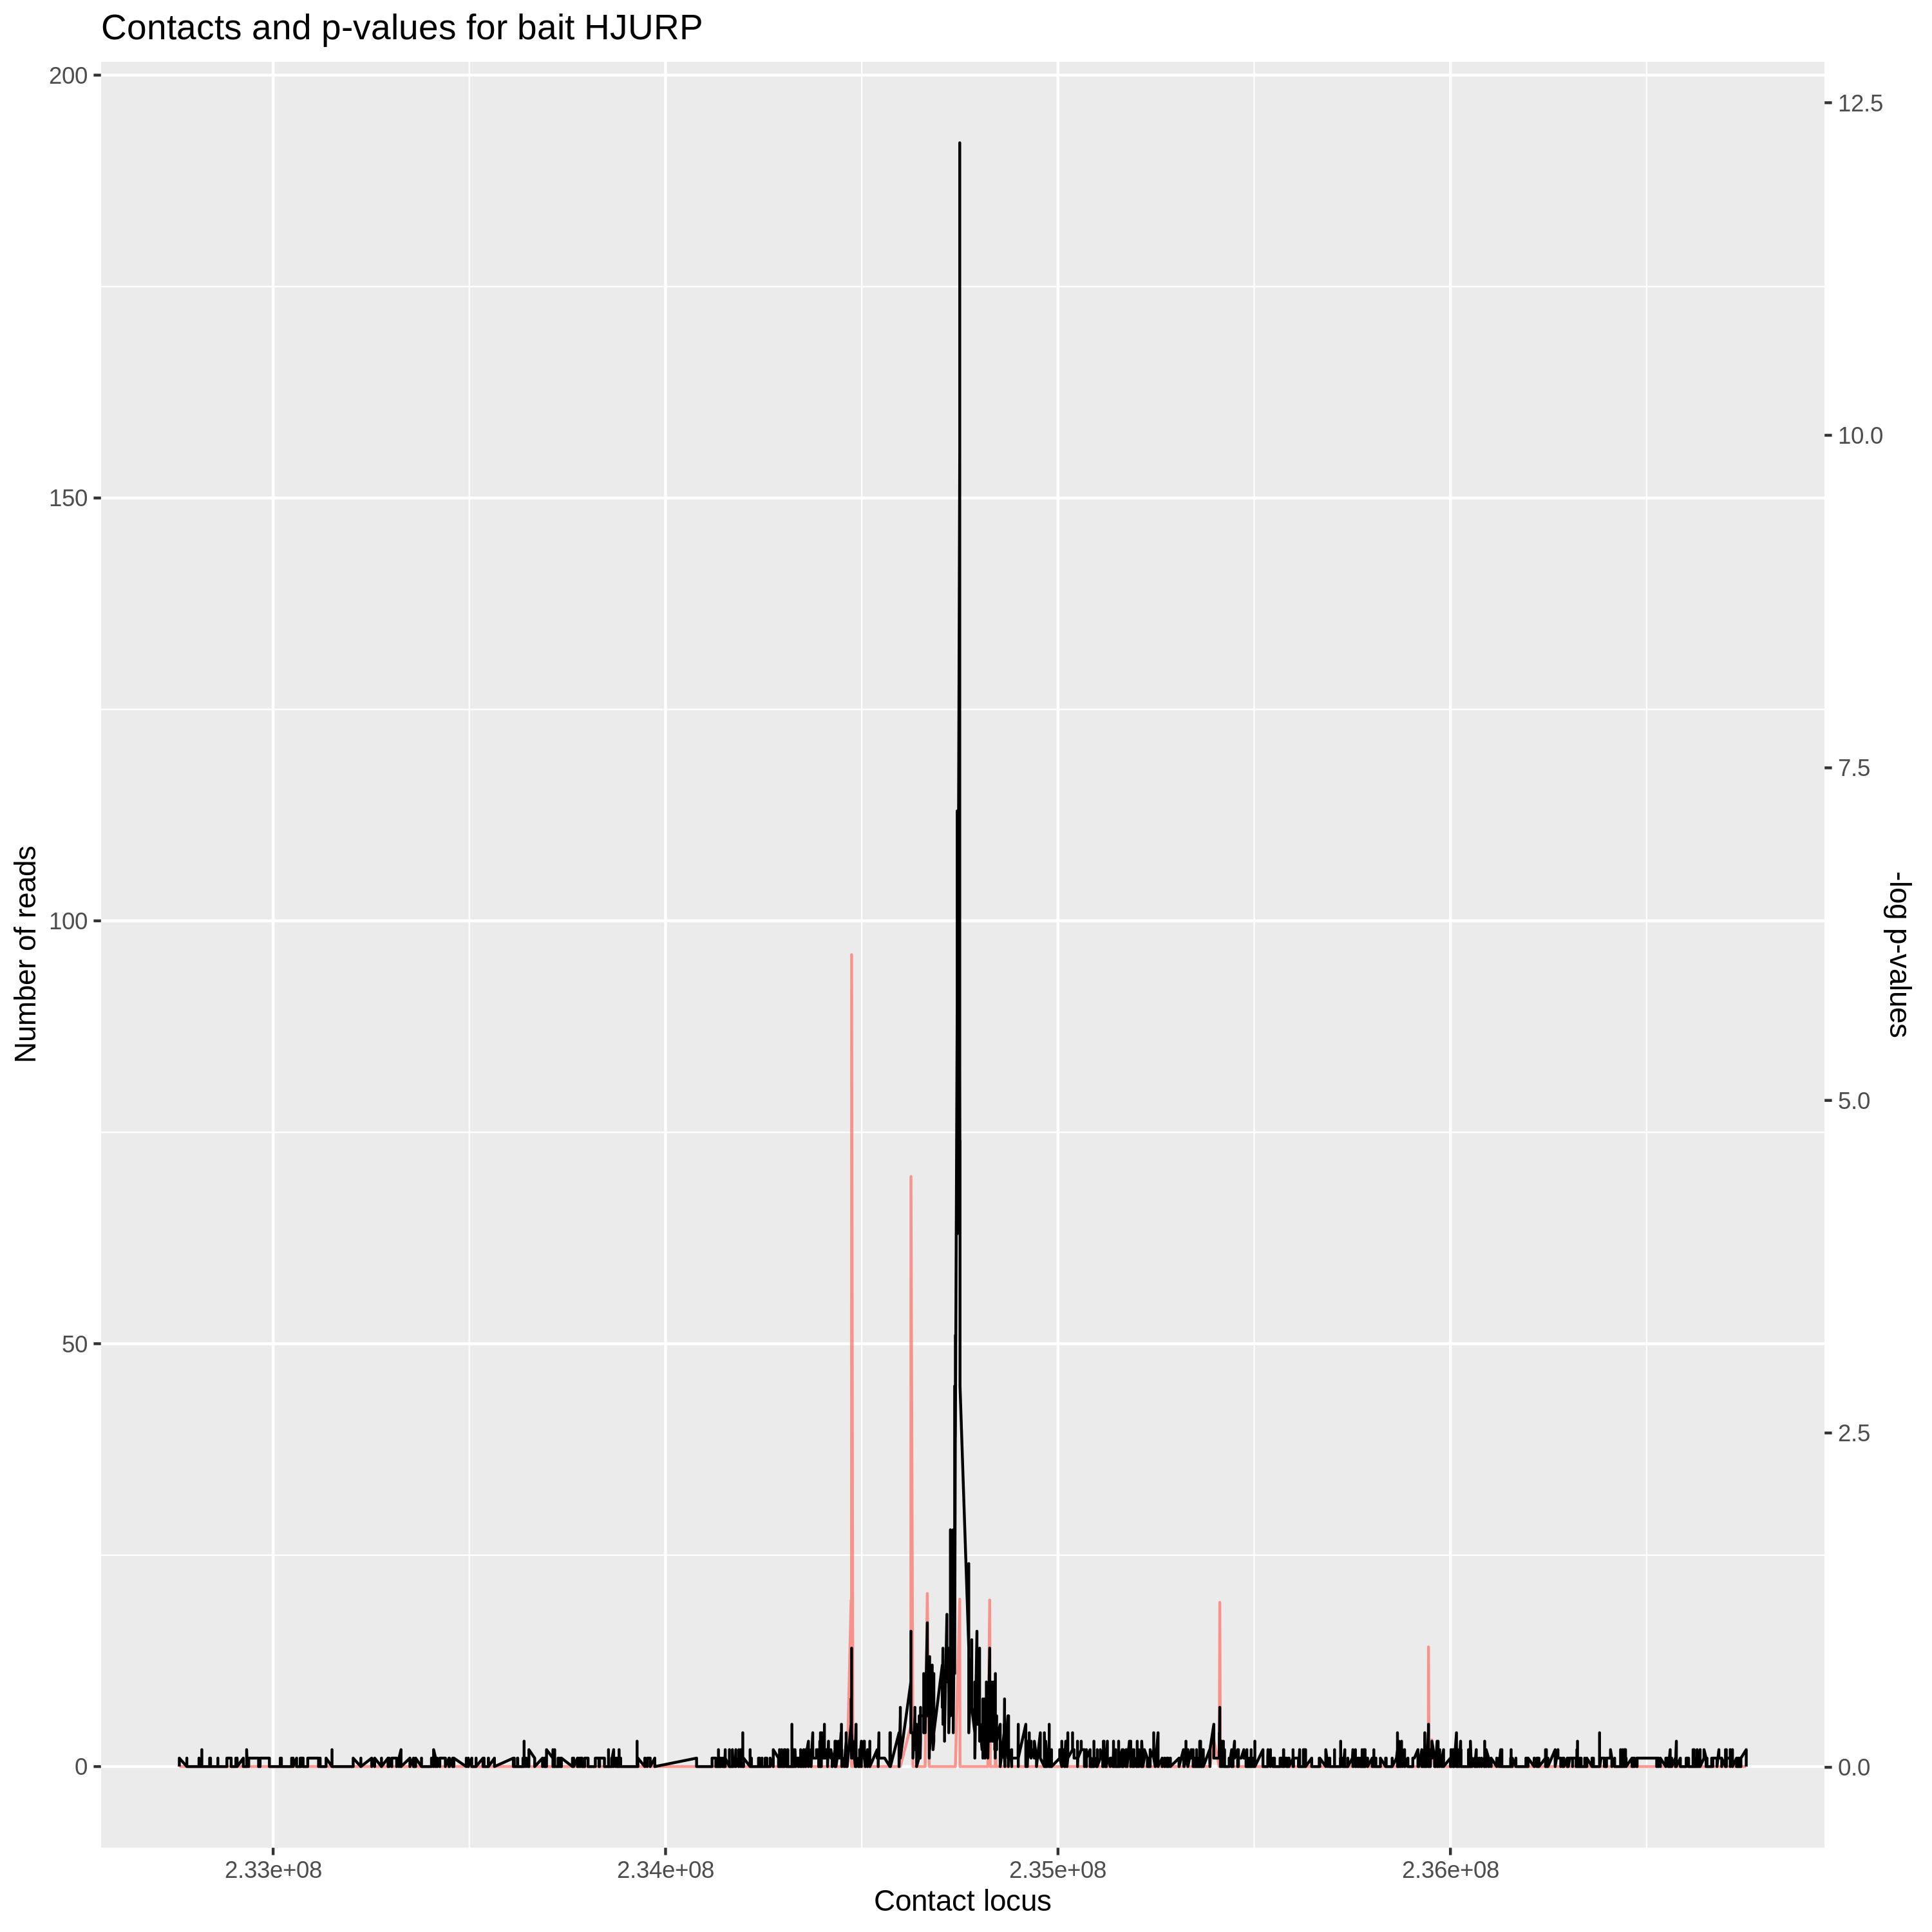 Contacts and p-values for bait HJURP
200
150
100
50
0
Number of reads
12.5
10.0
7.5
5.0
2.5
0.0
-log p-values
2.33e+08
2.34e+08
2.35e+08
2.36e+08
Contact locus